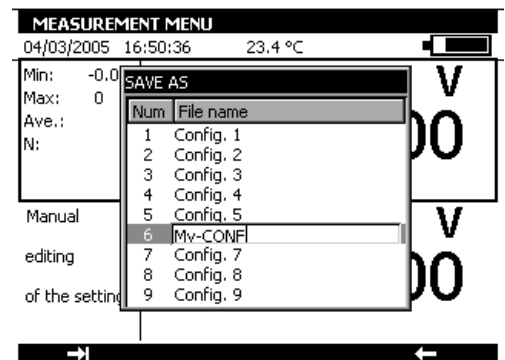 MEASUREMENT MENU
04/03/2005 16:50:36 23.4 °C
Min: -0.0
Max: 0
Ave.:
N:
V
00
SAVE AS
Num File name
1 Config. 1
2 Config. 2
3 Config. 3
4 Config. 4
5 Config. 5
6 My-CONF
7 Config. 7
8 Config. 8
9 Config. 9
Manual
editing
of the setting
V
00